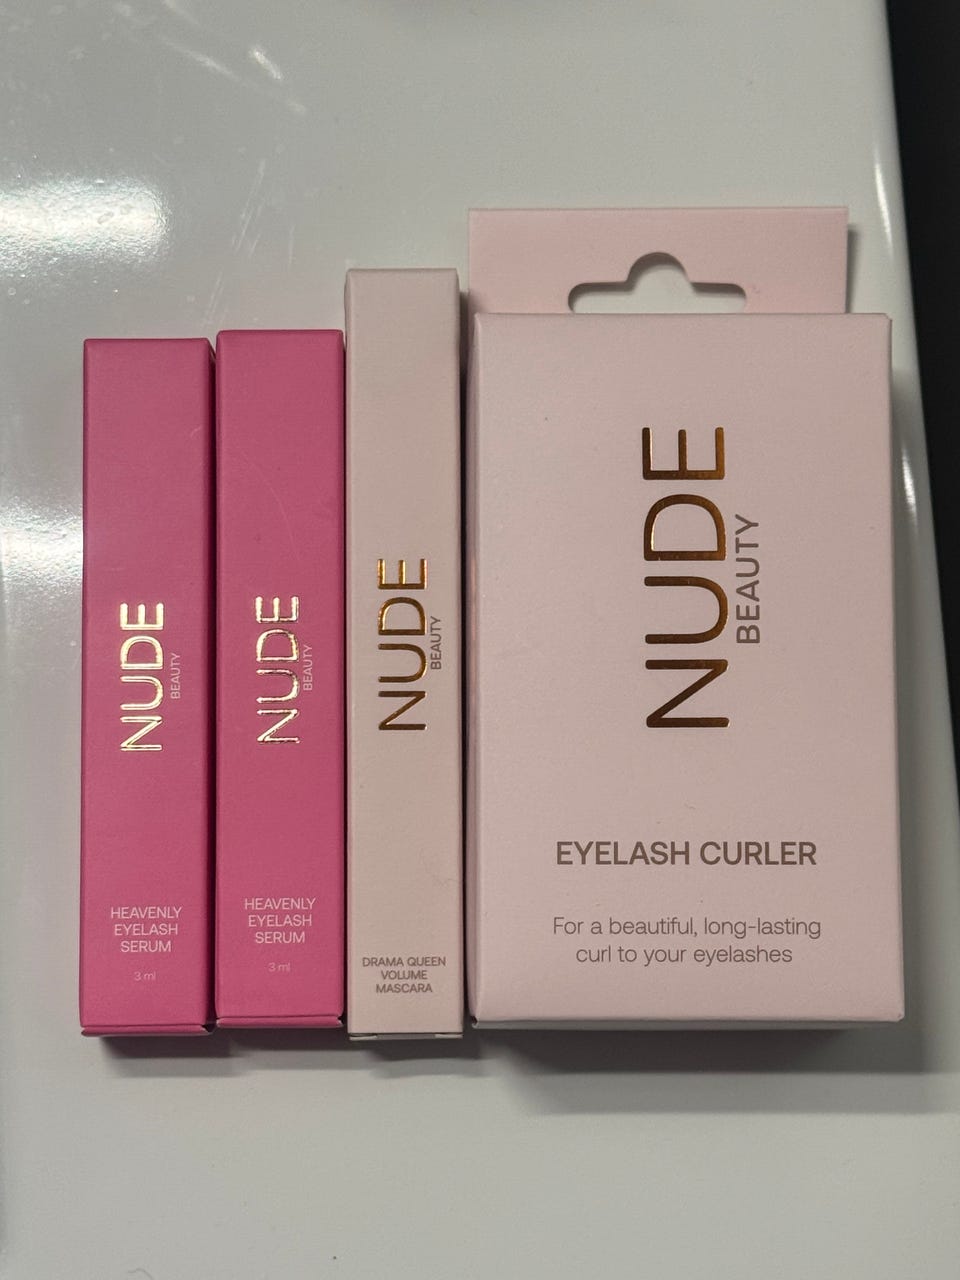 NUDE
BEAUTY
HEAVENLY
EYELASH
SERUM
3 ml
NUDE
BEAUTY
HEAVENLY
EYELASH
SERUM
3 ml
NUDE
BEAUTY
DRAMA QUEEN
VOLUME
MASCARA
NUDE
BEAUTY
EYELASH CURLER
For a beautiful, long-lasting
curl to your eyelashes